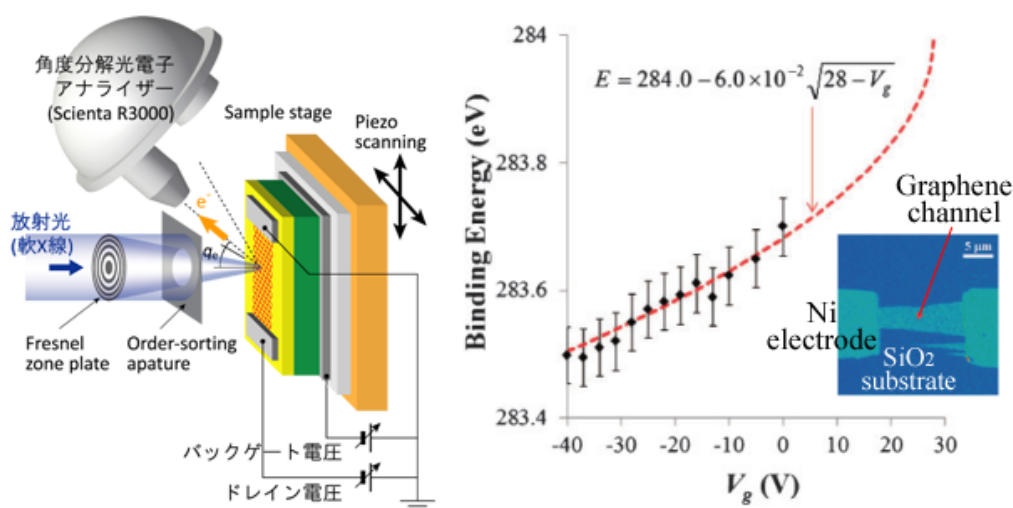 角度分解光電子
アナライザー
(Scienta R3000)
Sample stage
Piezo
scanning
e-
放射光
(軟X線)
qe
Fresnel
zone plate
Order-sorting
apature
バックゲート電圧
ドレイン電圧
284
283.8
283.6
283.4
Binding Energy (eV)
E = 284.0 – 6.0 × 10⁻² √(28 – Vg)
Graphene
channel
5 μm
Ni
electrode
SiO2
substrate
-40 -30 -20 -10 0 10 20 30
Vg (V)